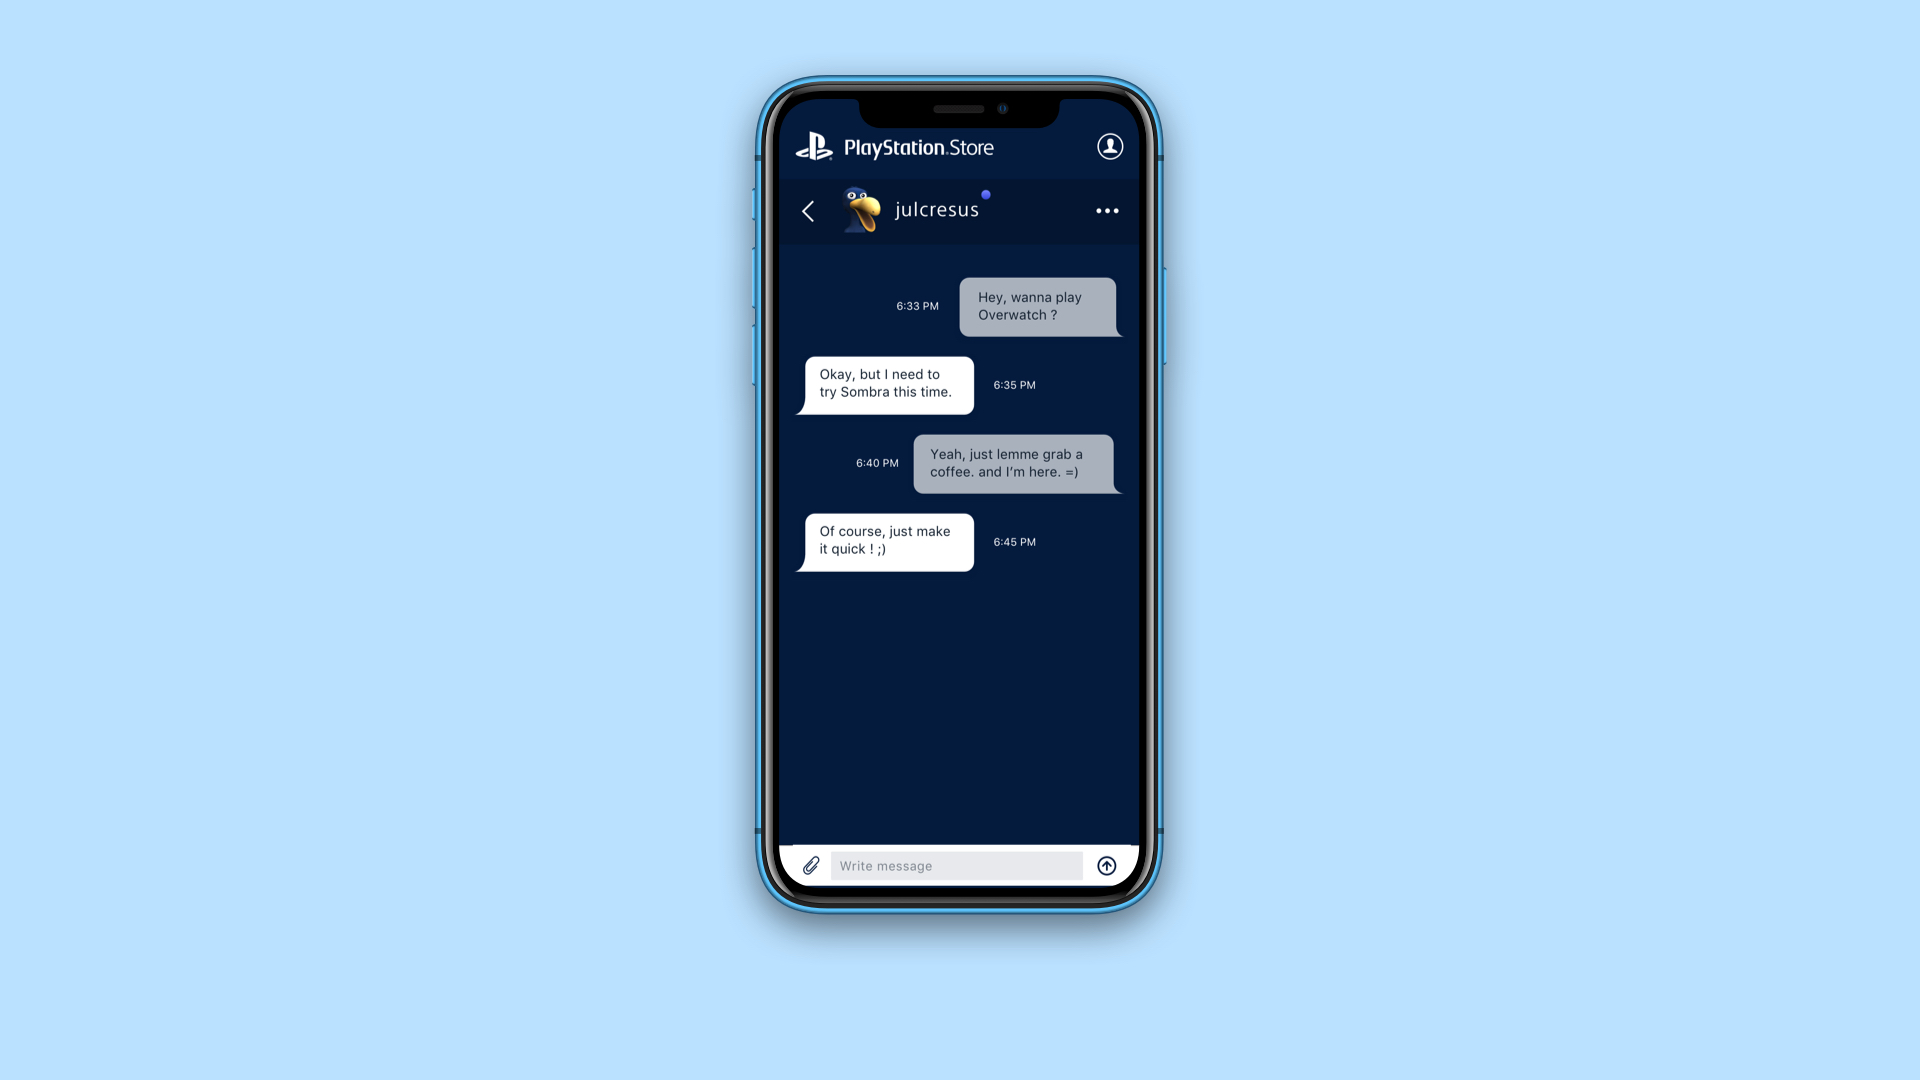 PlayStation.Store
julcresus
6:33 PM
Hey, wanna play
Overwatch ?
Okay, but I need to
try Sombra this time.
6:35 PM
6:40 PM
Yeah, just lemme grab a
coffee. and I’m here. =)
Of course, just make
it quick ! ;)
6:45 PM
Write message